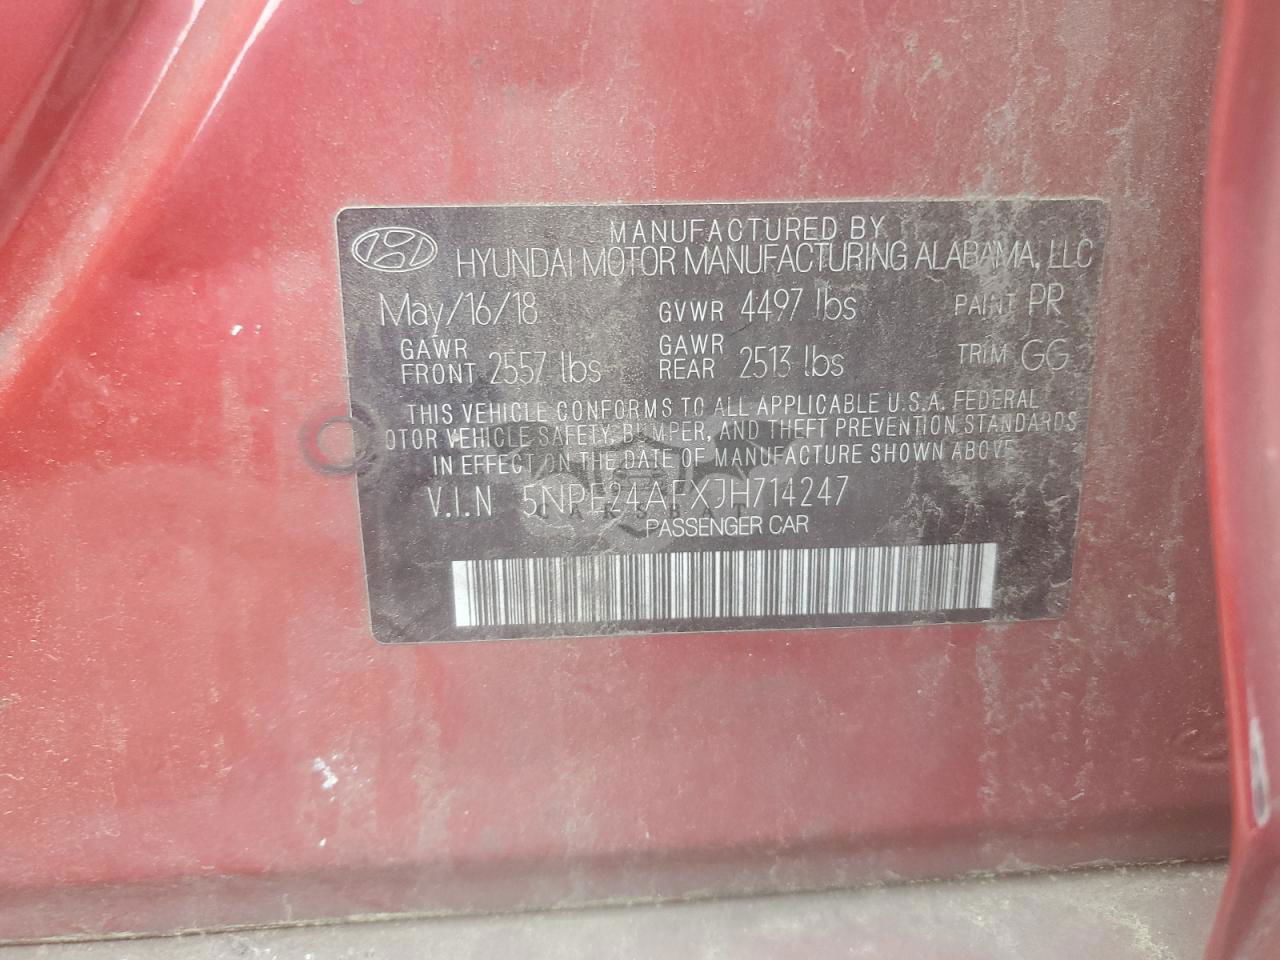 MANUFACTURED BY
HYUNDAI MOTOR MANUFACTURING ALABAMA, LLC
May/16/18 GVWR 4497 lbs PAINT PR
GAWR FRONT 2557 lbs GAWR REAR 2513 lbs TRIM GG
THIS VEHICLE CONFORMS TO ALL APPLICABLE U.S.A. FEDERAL
OTOR VEHICLE SAFETY, BUMPER, AND THEFT PREVENTION STANDARDS
IN EFFECT ON THE DATE OF MANUFACTURE SHOWN ABOVE
V.I.N 5NPE24AFXJH714247
CARSBAT
PASSENGER CAR